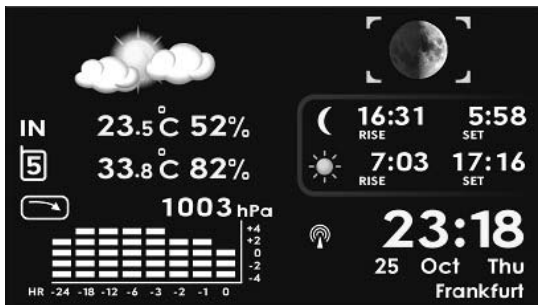 IN 23.5°C 52%
5 33.8°C 82%
1003 hPa
+4
+2
0
-2
-4
HR -24 -18 -12 -6 -3 -2 -1 0
16:31 5:58
RISE SET
7:03 17:16
RISE SET
23:18
25 Oct Thu
Frankfurt